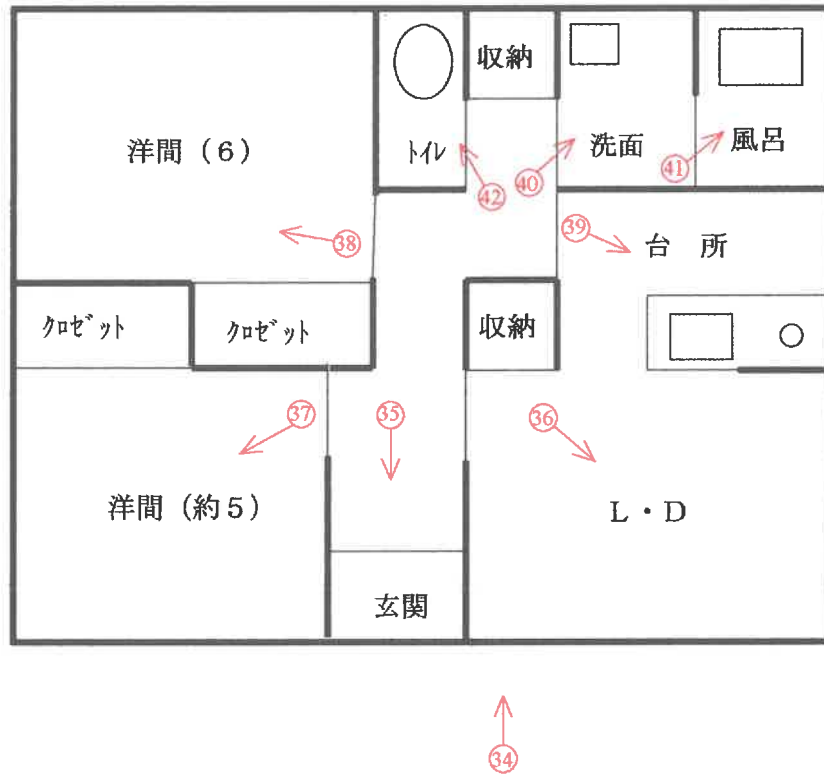 収納
洋間（6）
トイレ
洗面
風呂
㊷
㊵
㊶
㊳
㊴
台 所
クロゼット
クロゼット
収納
㊲
㉟
㊱
洋間（約５）
L・D
玄関
㉞